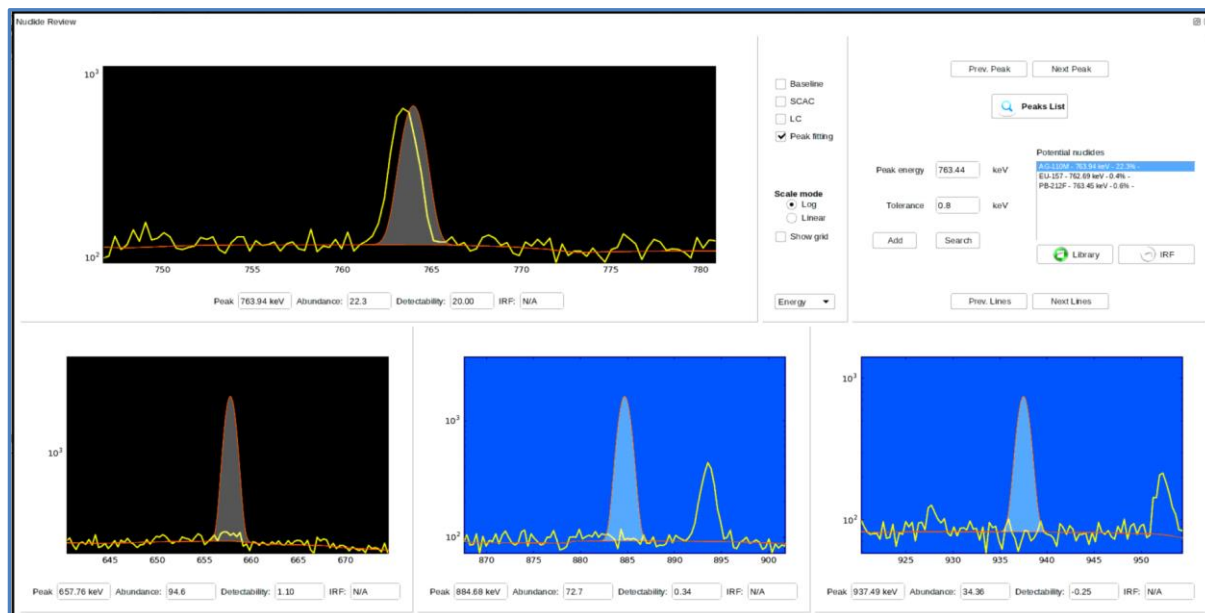 Nuclide Review
10³
10²
750 755 760 765 770 775 780
Peak 763.94 keV Abundance: 22.3 Detectability: 20.00 IRF: N/A
Baseline
SCAC
LC
Peak fitting
Scale mode
Log
Linear
Show grid
Energy
Prev. Peak Next Peak
Peaks List
Potential nuclides
AG-110M - 763.94 keV - 22.3% -
EU-157 - 762.69 keV - 0.4% -
PB-212F - 763.45 keV - 0.6% -
Peak energy 763.44 keV
Tolerance 0.8 keV
Add Search
Library IRF
Prev. Lines Next Lines
10³
645 650 655 660 665 670
Peak 657.76 keV Abundance: 94.6 Detectability: 1.10 IRF: N/A
10³
10²
870 875 880 885 890 895 900
Peak 884.68 keV Abundance: 72.7 Detectability: 0.34 IRF: N/A
10³
10²
925 930 935 940 945 950
Peak 937.49 keV Abundance: 34.36 Detectability: -0.25 IRF: N/A